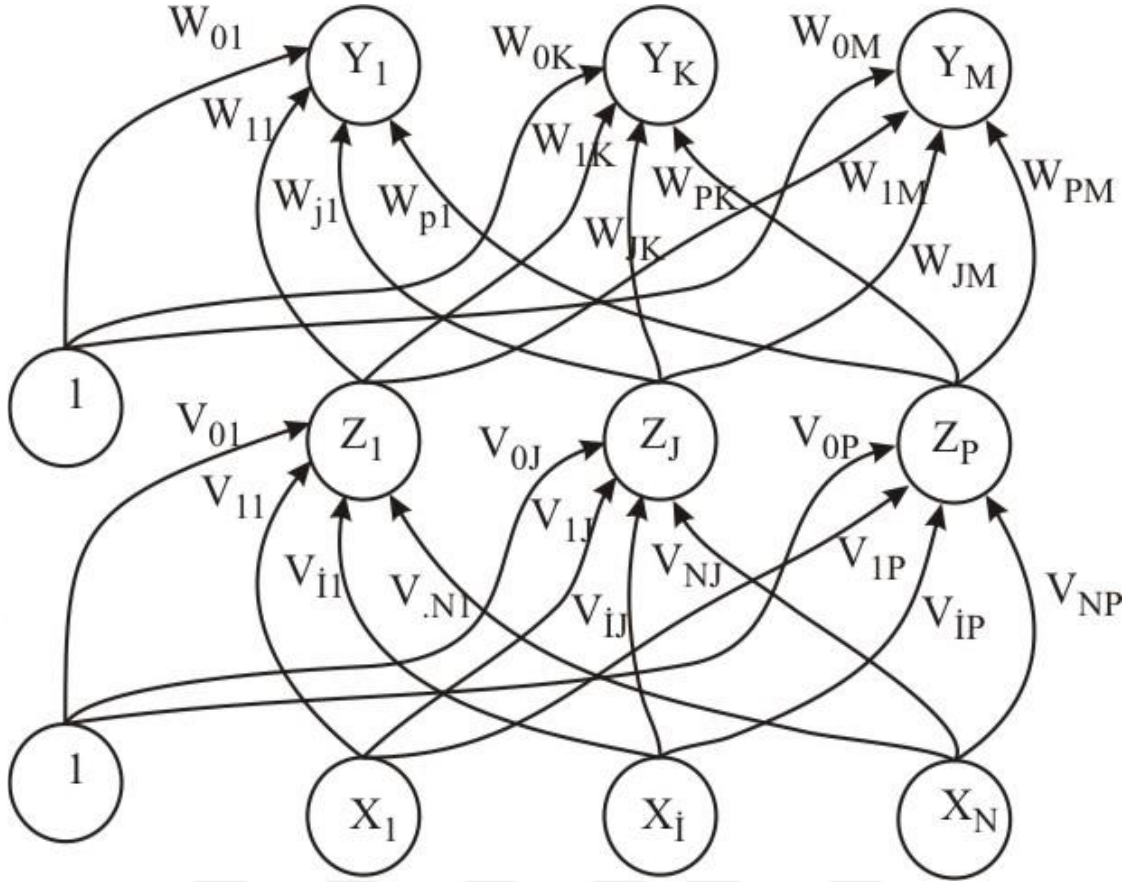 W01 Y1 W0K YK W0M YM
W11 W1K W1M WPM
Wj1 Wp1 WPK
WJK WJM
1
V01 Z1 V0J ZJ V0P ZP
V11 V1J V1P
Vİ1 V.N1 VİJ VNJ VİP VNP
1 X1 Xİ XN